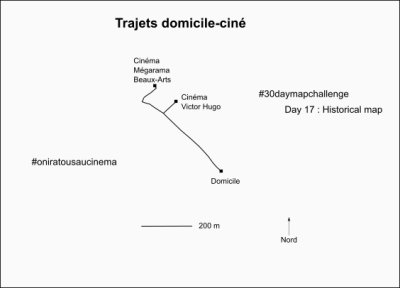 Trajets domicile-ciné
Cinéma
Mégarama
Beaux-Arts
Cinéma
Victor Hugo
#30daymapchallenge
Day 17 : Historical map
#oniratousaucinema
Domicile
200 m
Nord